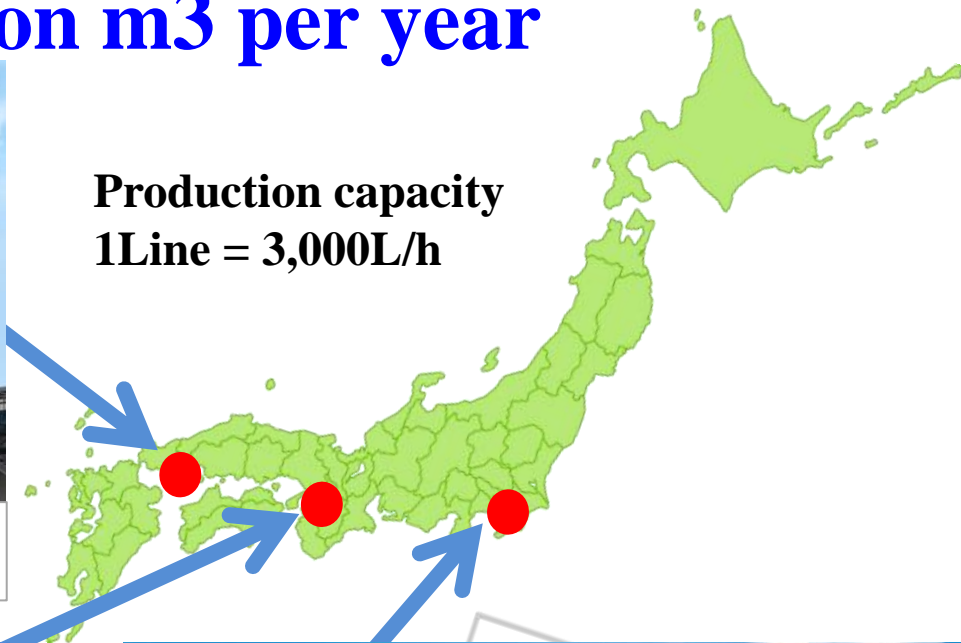 on m3 per year
Production capacity
1Line = 3,000L/h